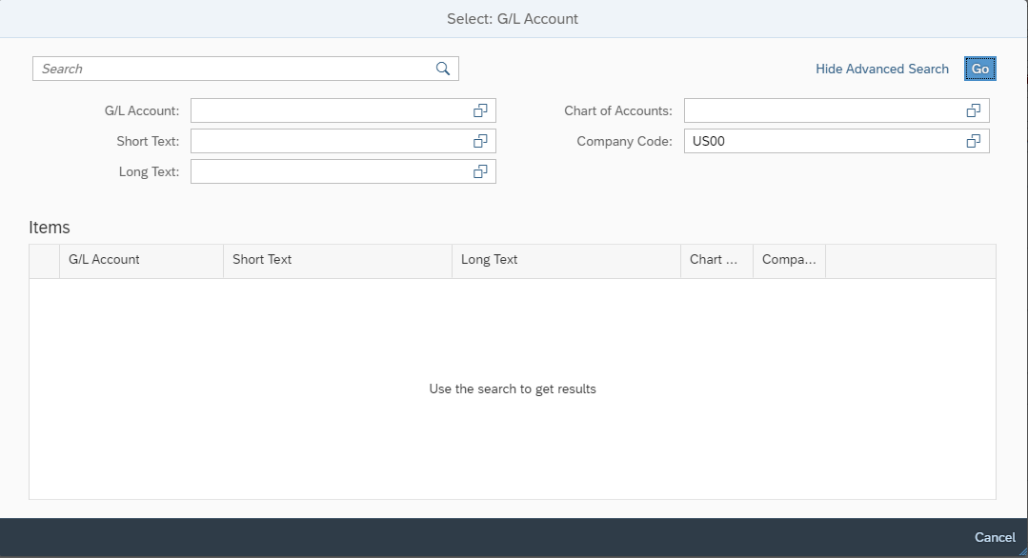 Select: G/L Account
Search
Hide Advanced Search Go
G/L Account: Chart of Accounts:
Short Text: Company Code: US00
Long Text:
Items
G/L Account Short Text Long Text Chart ... Compa...
Use the search to get results
Cancel